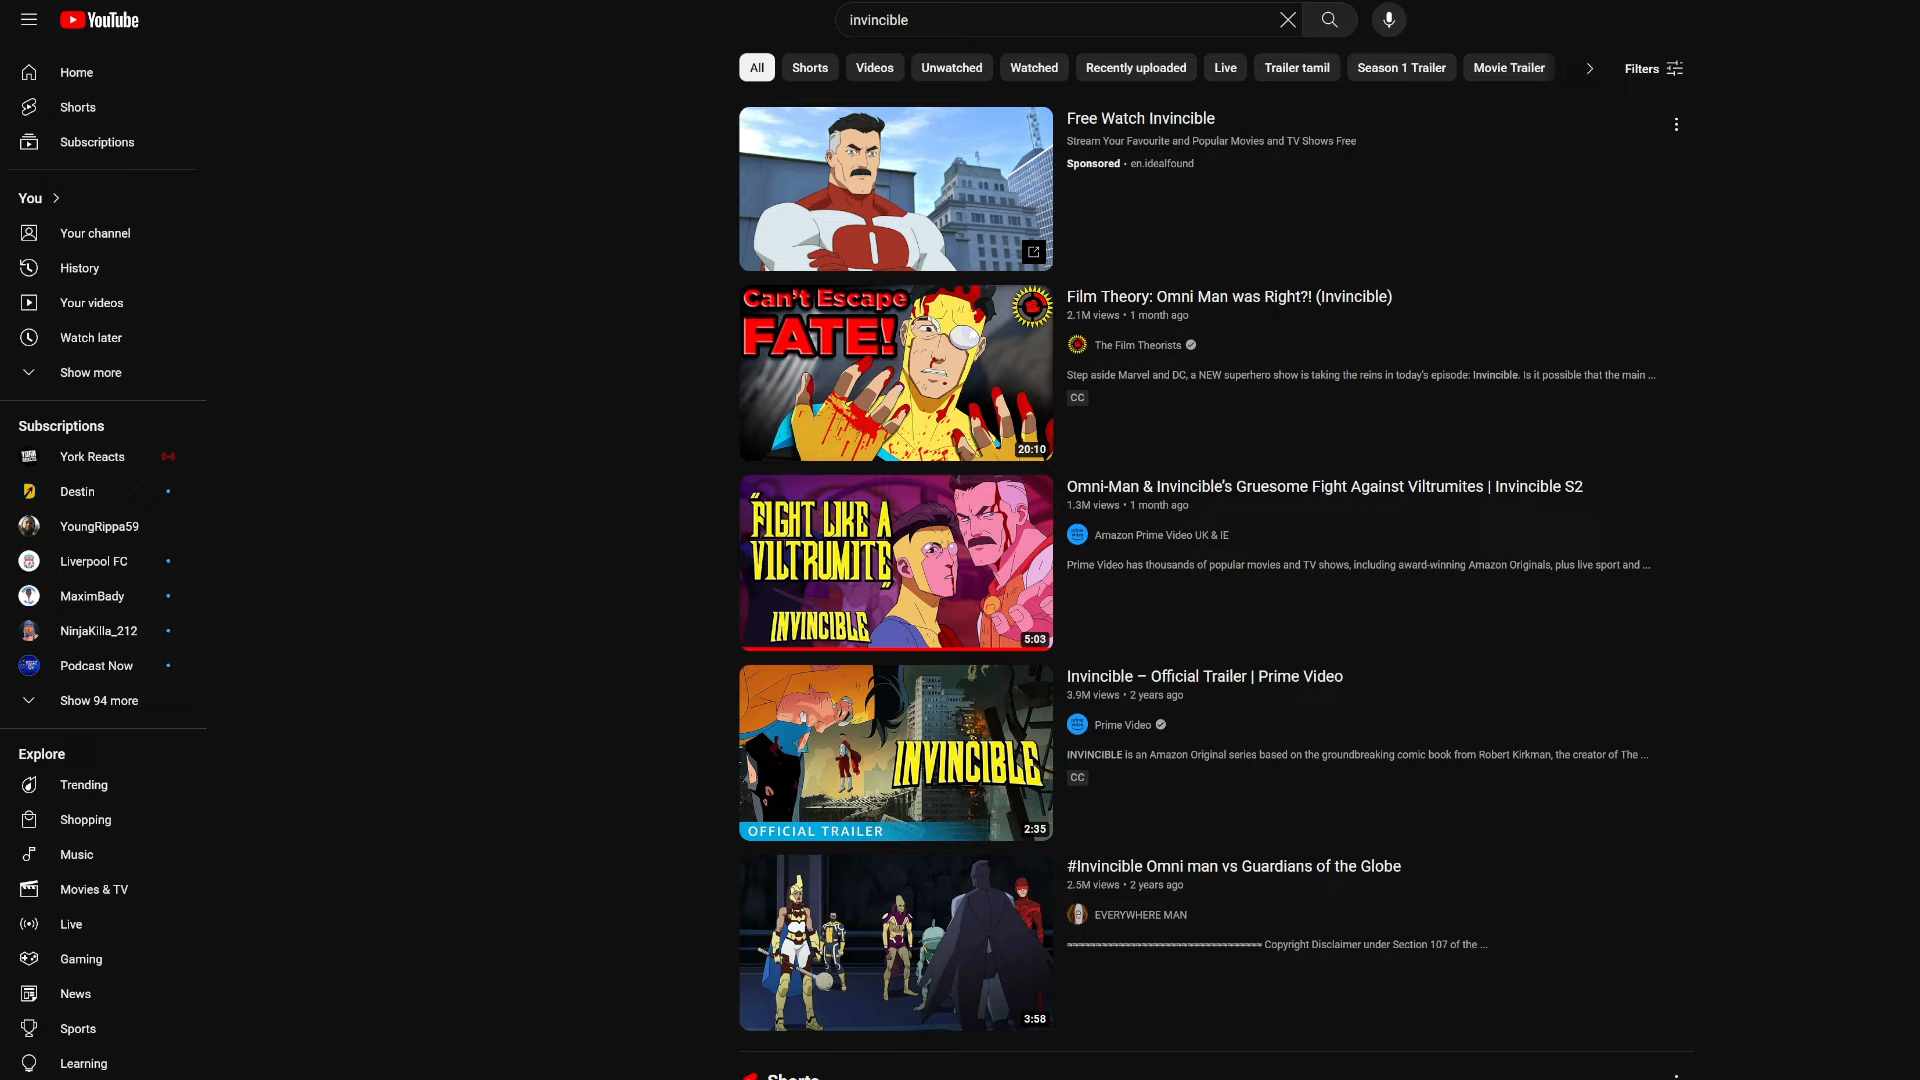 YouTube
invincible
Home
Shorts
Subscriptions
You
Your channel
History
Your videos
Watch later
Show more
Subscriptions
York Reacts
Destin
YoungRippa59
Liverpool FC
MaximBady
NinjaKilla_212
Podcast Now
Show 94 more
Explore
Trending
Shopping
Music
Movies & TV
Live
Gaming
News
Sports
Learning
All Shorts Videos Unwatched Watched Recently uploaded Live Trailer tamil Season 1 Trailer Movie Trailer Filters
Free Watch Invincible
Stream Your Favourite and Popular Movies and TV Shows Free
Sponsored • en.idealfound
Can't Escape
FATE!
20:10
Film Theory: Omni Man was Right?! (Invincible)
2.1M views • 1 month ago
The Film Theorists
Step aside Marvel and DC, a NEW superhero show is taking the reins in today's episode: Invincible. Is it possible that the main ...
CC
"FIGHT LIKE A
VILTRUMITE"
INVINCIBLE
5:03
Omni-Man & Invincible's Gruesome Fight Against Viltrumites | Invincible S2
1.3M views • 1 month ago
Amazon Prime Video UK & IE
Prime Video has thousands of popular movies and TV shows, including award-winning Amazon Originals, plus live sport and ...
INVINCIBLE
OFFICIAL TRAILER
2:35
Invincible – Official Trailer | Prime Video
3.9M views • 2 years ago
Prime Video
INVINCIBLE is an Amazon Original series based on the groundbreaking comic book from Robert Kirkman, the creator of The ...
CC
3:58
#Invincible Omni man vs Guardians of the Globe
2.5M views • 2 years ago
EVERYWHERE MAN
Copyright Disclaimer under Section 107 of the ...
Shorts